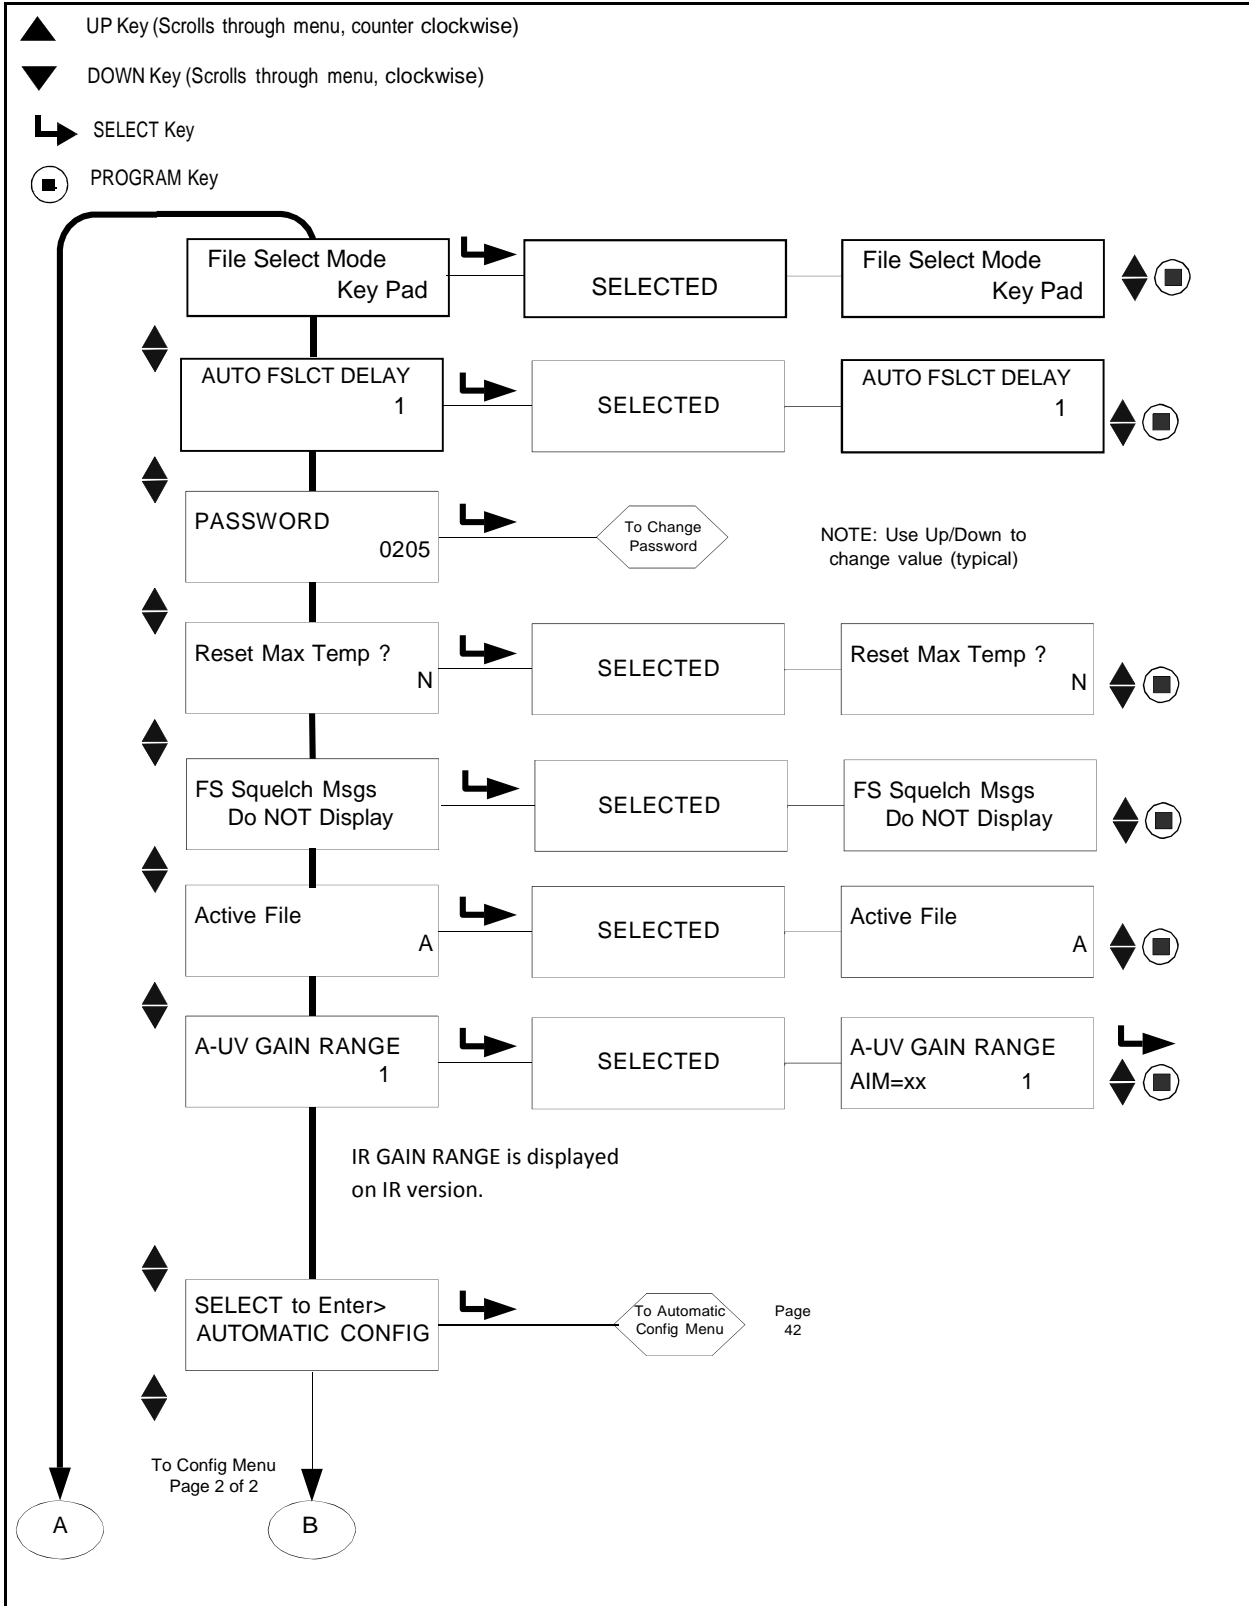 UP Key (Scrolls through menu, counter clockwise)
DOWN Key (Scrolls through menu, clockwise)
SELECT Key
PROGRAM Key
File Select Mode
Key Pad
SELECTED
File Select Mode
Key Pad
AUTO FSLCT DELAY
1
SELECTED
AUTO FSLCT DELAY
1
PASSWORD
0205
To Change
Password
NOTE: Use Up/Down to
change value (typical)
Reset Max Temp ?
N
SELECTED
Reset Max Temp ?
N
FS Squelch Msgs
Do NOT Display
SELECTED
FS Squelch Msgs
Do NOT Display
Active File
A
SELECTED
Active File
A
A-UV GAIN RANGE
1
SELECTED
A-UV GAIN RANGE
AIM=xx 1
IR GAIN RANGE is displayed
on IR version.
SELECT to Enter>
AUTOMATIC CONFIG
To Automatic
Config Menu
Page
42
To Config Menu
Page 2 of 2
A
B